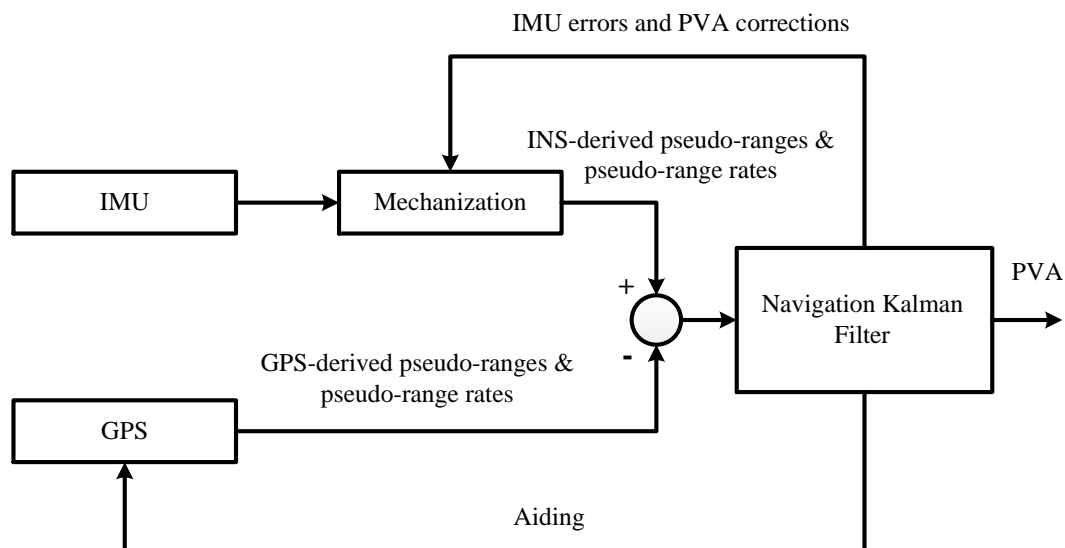 IMU errors and PVA corrections
INS-derived pseudo-ranges &
pseudo-range rates
IMU
Mechanization
PVA
+
Navigation Kalman
Filter
-
GPS-derived pseudo-ranges &
pseudo-range rates
GPS
Aiding